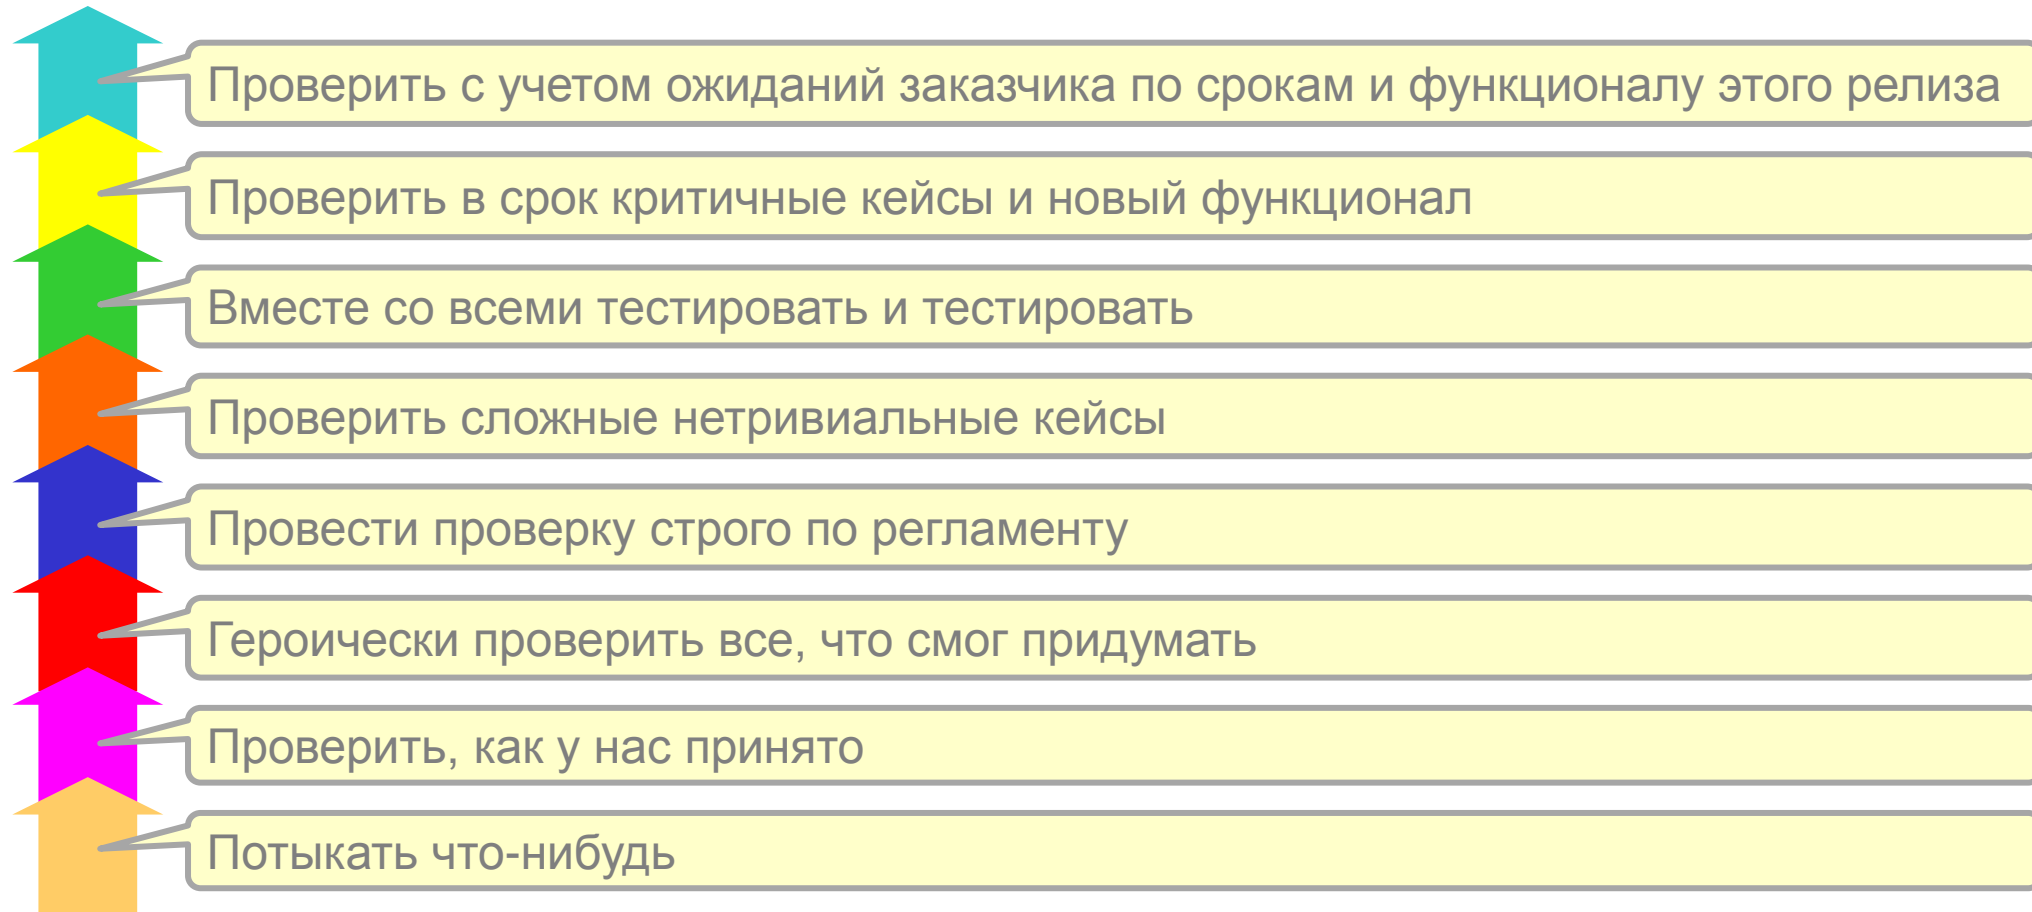 Проверить с учетом ожиданий заказчика по срокам и функционалу этого релиза
Проверить в срок критичные кейсы и новый функционал
Вместе со всеми тестировать и тестировать
Проверить сложные нетривиальные кейсы
Провести проверку строго по регламенту
Героически проверить все, что смог придумать
Проверить, как у нас принято
Потыкать что-нибудь